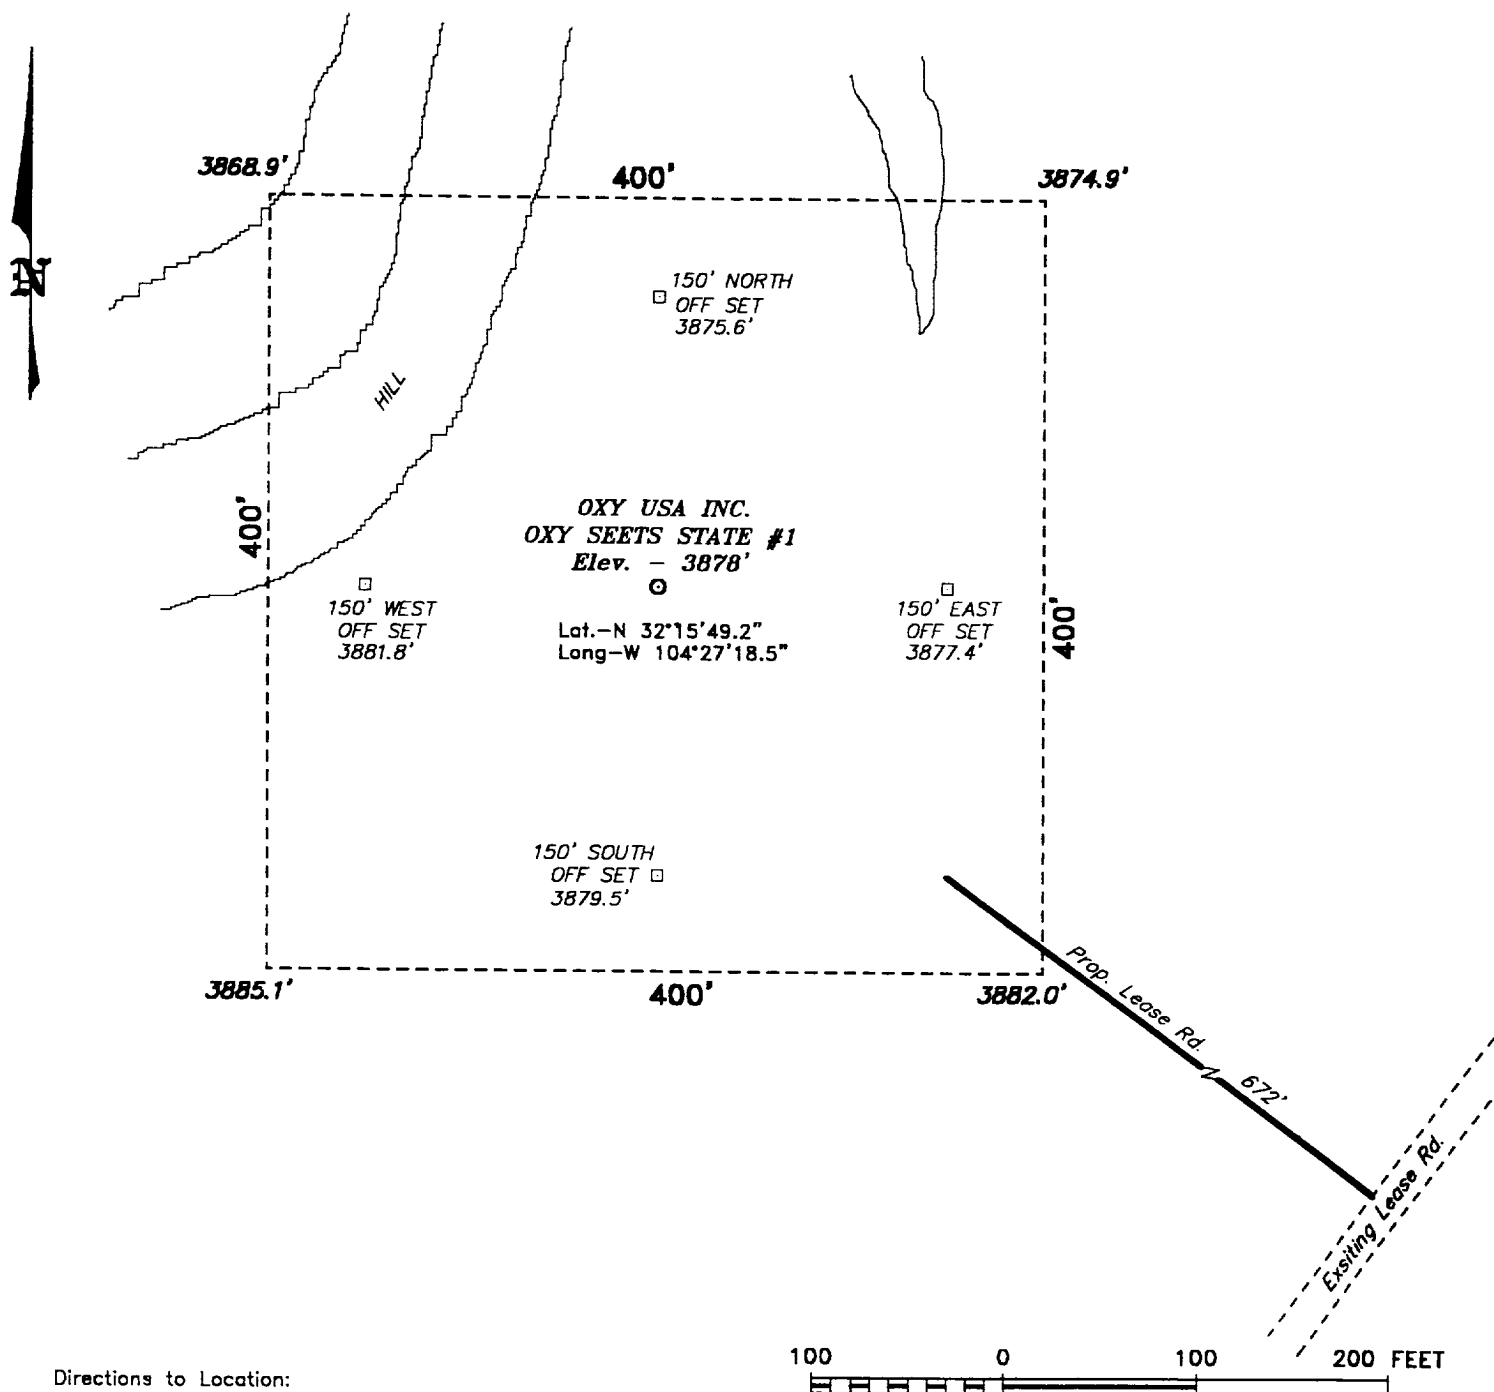 3868.9'
400'
3874.9'
N
150' NORTH
OFF SET
3875.6'
HILL
400'
OXY USA INC.
OXY SEETS STATE #1
Elev. - 3878'
150' WEST
OFF SET
3881.8'
Lat.-N 32°15'49.2"
Long-W 104°27'18.5"
150' EAST
OFF SET
3877.4'
400'
150' SOUTH
OFF SET
3879.5'
3885.1'
400'
3882.0'
Prop. Lease Rd.
672'
Exsiting Lease Rd.
100 0 100 200 FEET
Directions to Location: